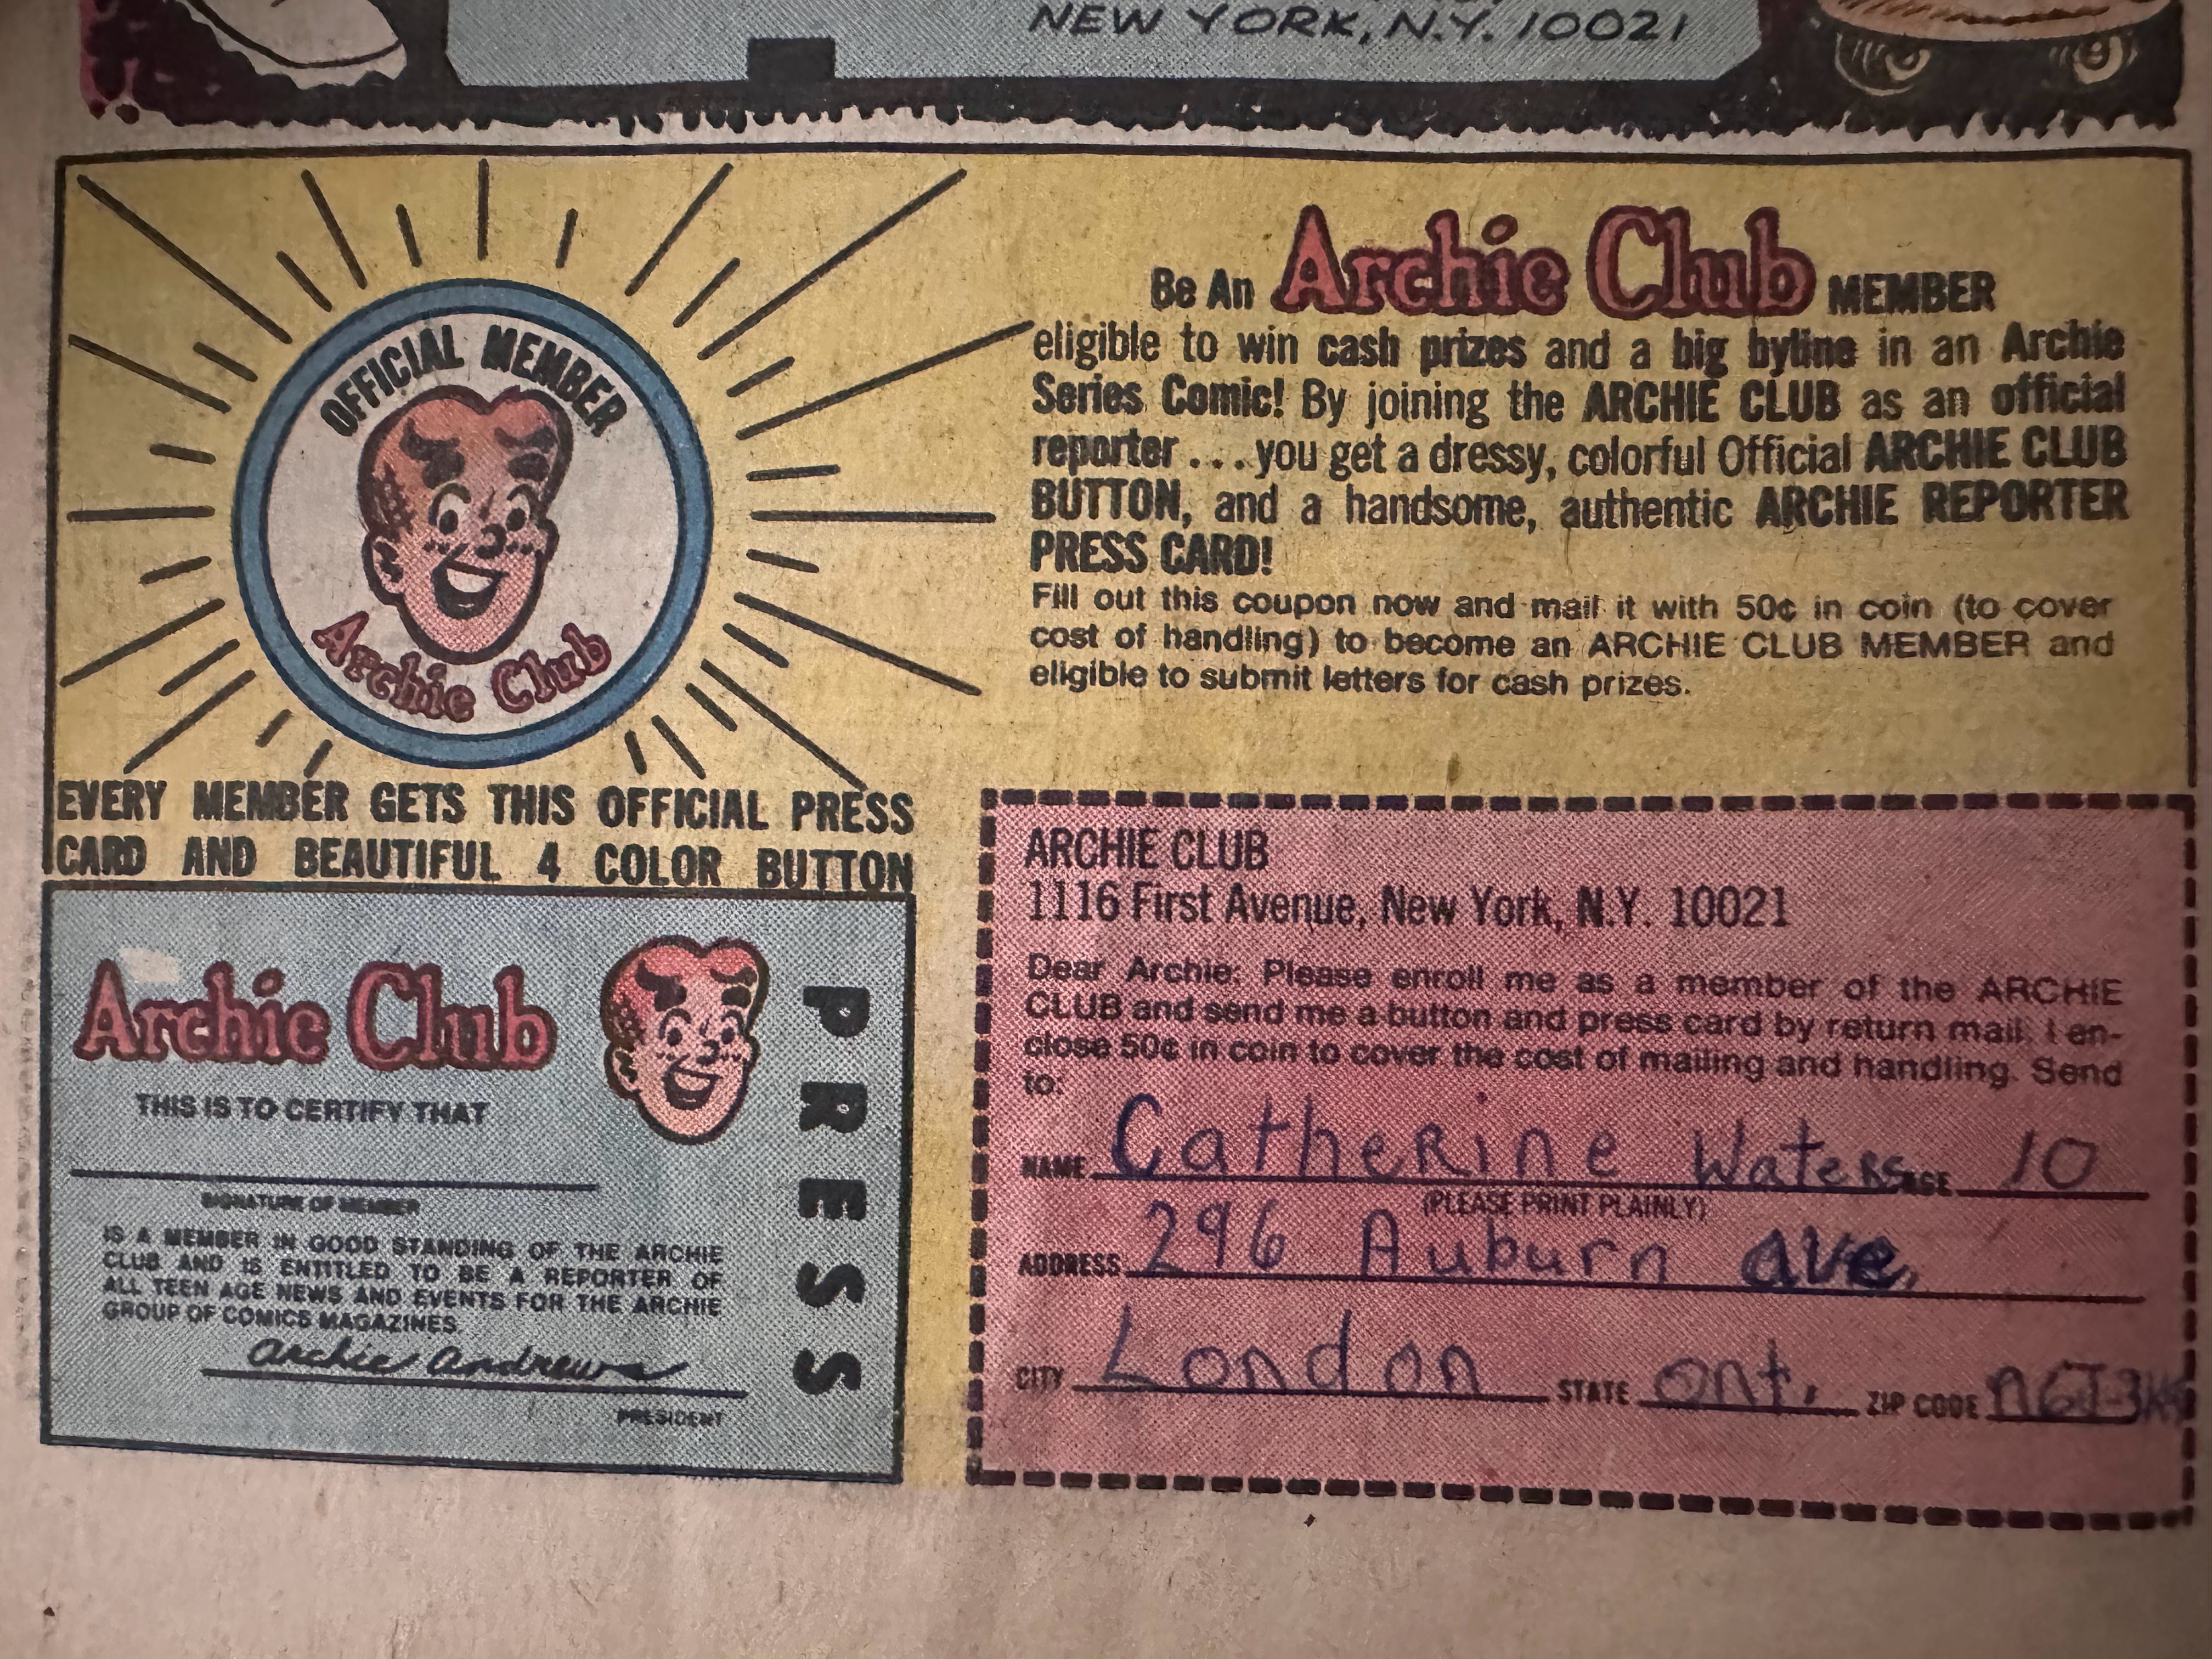 NEW YORK, N.Y. 10021
OFFICIAL MEMBER
Archie Club
Be An Archie Club MEMBER
eligible to win cash prizes and a big byline in an Archie
Series Comic! By joining the ARCHIE CLUB as an official
reporter . . . you get a dressy, colorful Official ARCHIE CLUB
BUTTON, and a handsome, authentic ARCHIE REPORTER
PRESS CARD!
Fill out this coupon now and mail it with 50¢ in coin (to cover
cost of handling) to become an ARCHIE CLUB MEMBER and
eligible to submit letters for cash prizes.
EVERY MEMBER GETS THIS OFFICIAL PRESS
CARD AND BEAUTIFUL 4 COLOR BUTTON
Archie Club
PRESS
THIS IS TO CERTIFY THAT
SIGNATURE OF MEMBER
IS A MEMBER IN GOOD STANDING OF THE ARCHIE
CLUB AND IS ENTITLED TO BE A REPORTER OF
ALL TEEN AGE NEWS AND EVENTS FOR THE ARCHIE
GROUP OF COMICS MAGAZINES.
Archie Andrews
PRESIDENT
ARCHIE CLUB
1116 First Avenue, New York, N.Y. 10021
Dear Archie: Please enroll me as a member of the ARCHIE
CLUB and send me a button and press card by return mail. I en-
close 50¢ in coin to cover the cost of mailing and handling. Send
to:
NAME Catherine Waters AGE 10
(PLEASE PRINT PLAINLY)
ADDRESS 296 Auburn ave,
CITY London STATE Ont. ZIP CODE